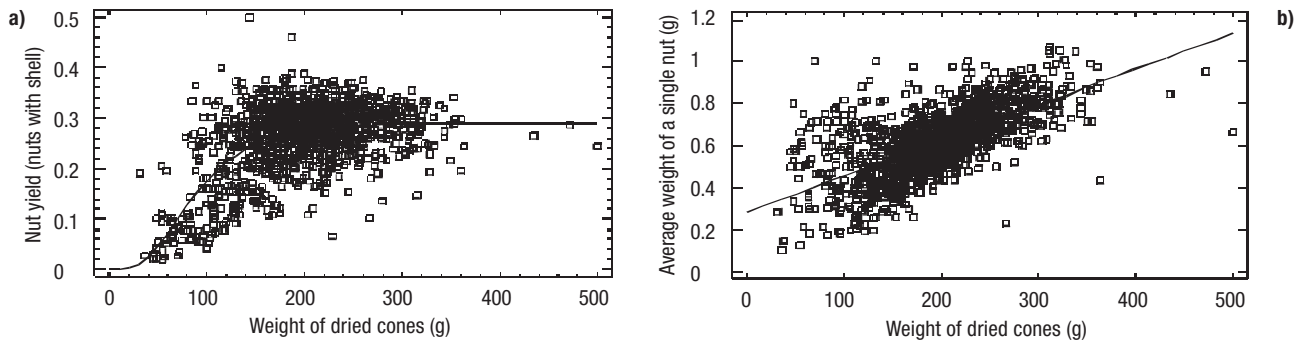 a)
Nut yield (nuts with shell)
0.5
0.4
0.3
0.2
0.1
0
0 100 200 300 400 500
Weight of dried cones (g)
b)
Average weight of a single nut (g)
1.2
1
0.8
0.6
0.4
0.2
0
0 100 200 300 400 500
Weight of dried cones (g)